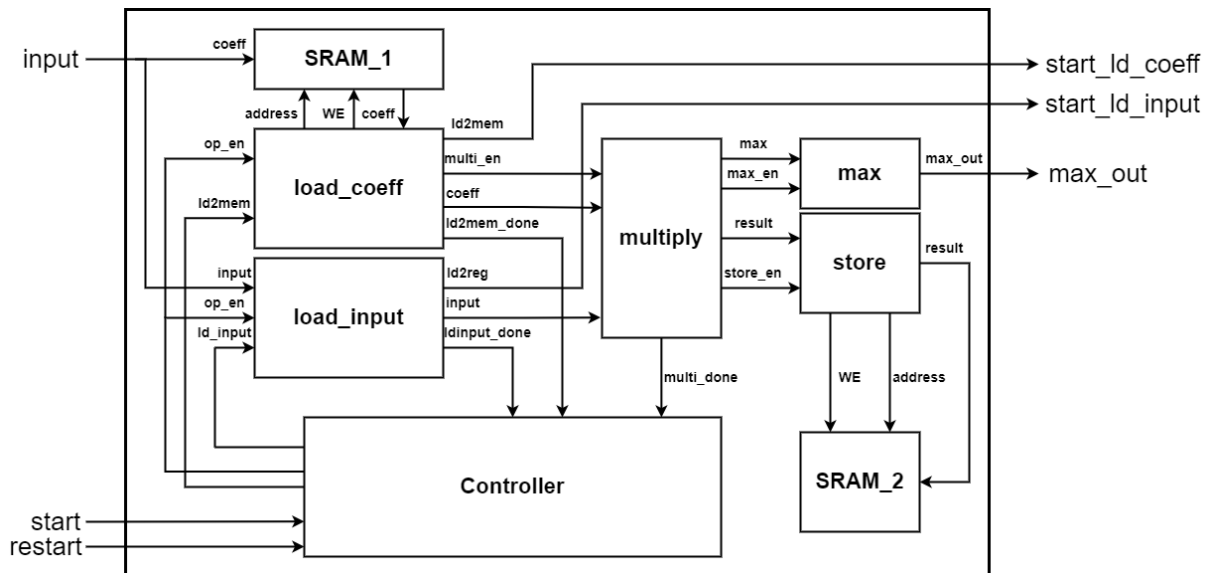 input
coeff
SRAM_1
start_ld_coeff
start_ld_input
address
WE
coeff
ld2mem
op_en
load_coeff
multi_en
coeff
ld2mem
ld2mem_done
multiply
max
max_en
max
max_out
max_out
result
store_en
store
result
input
op_en
ld_input
load_input
ld2reg
input
ldinput_done
multi_done
WE
address
Controller
SRAM_2
start
restart